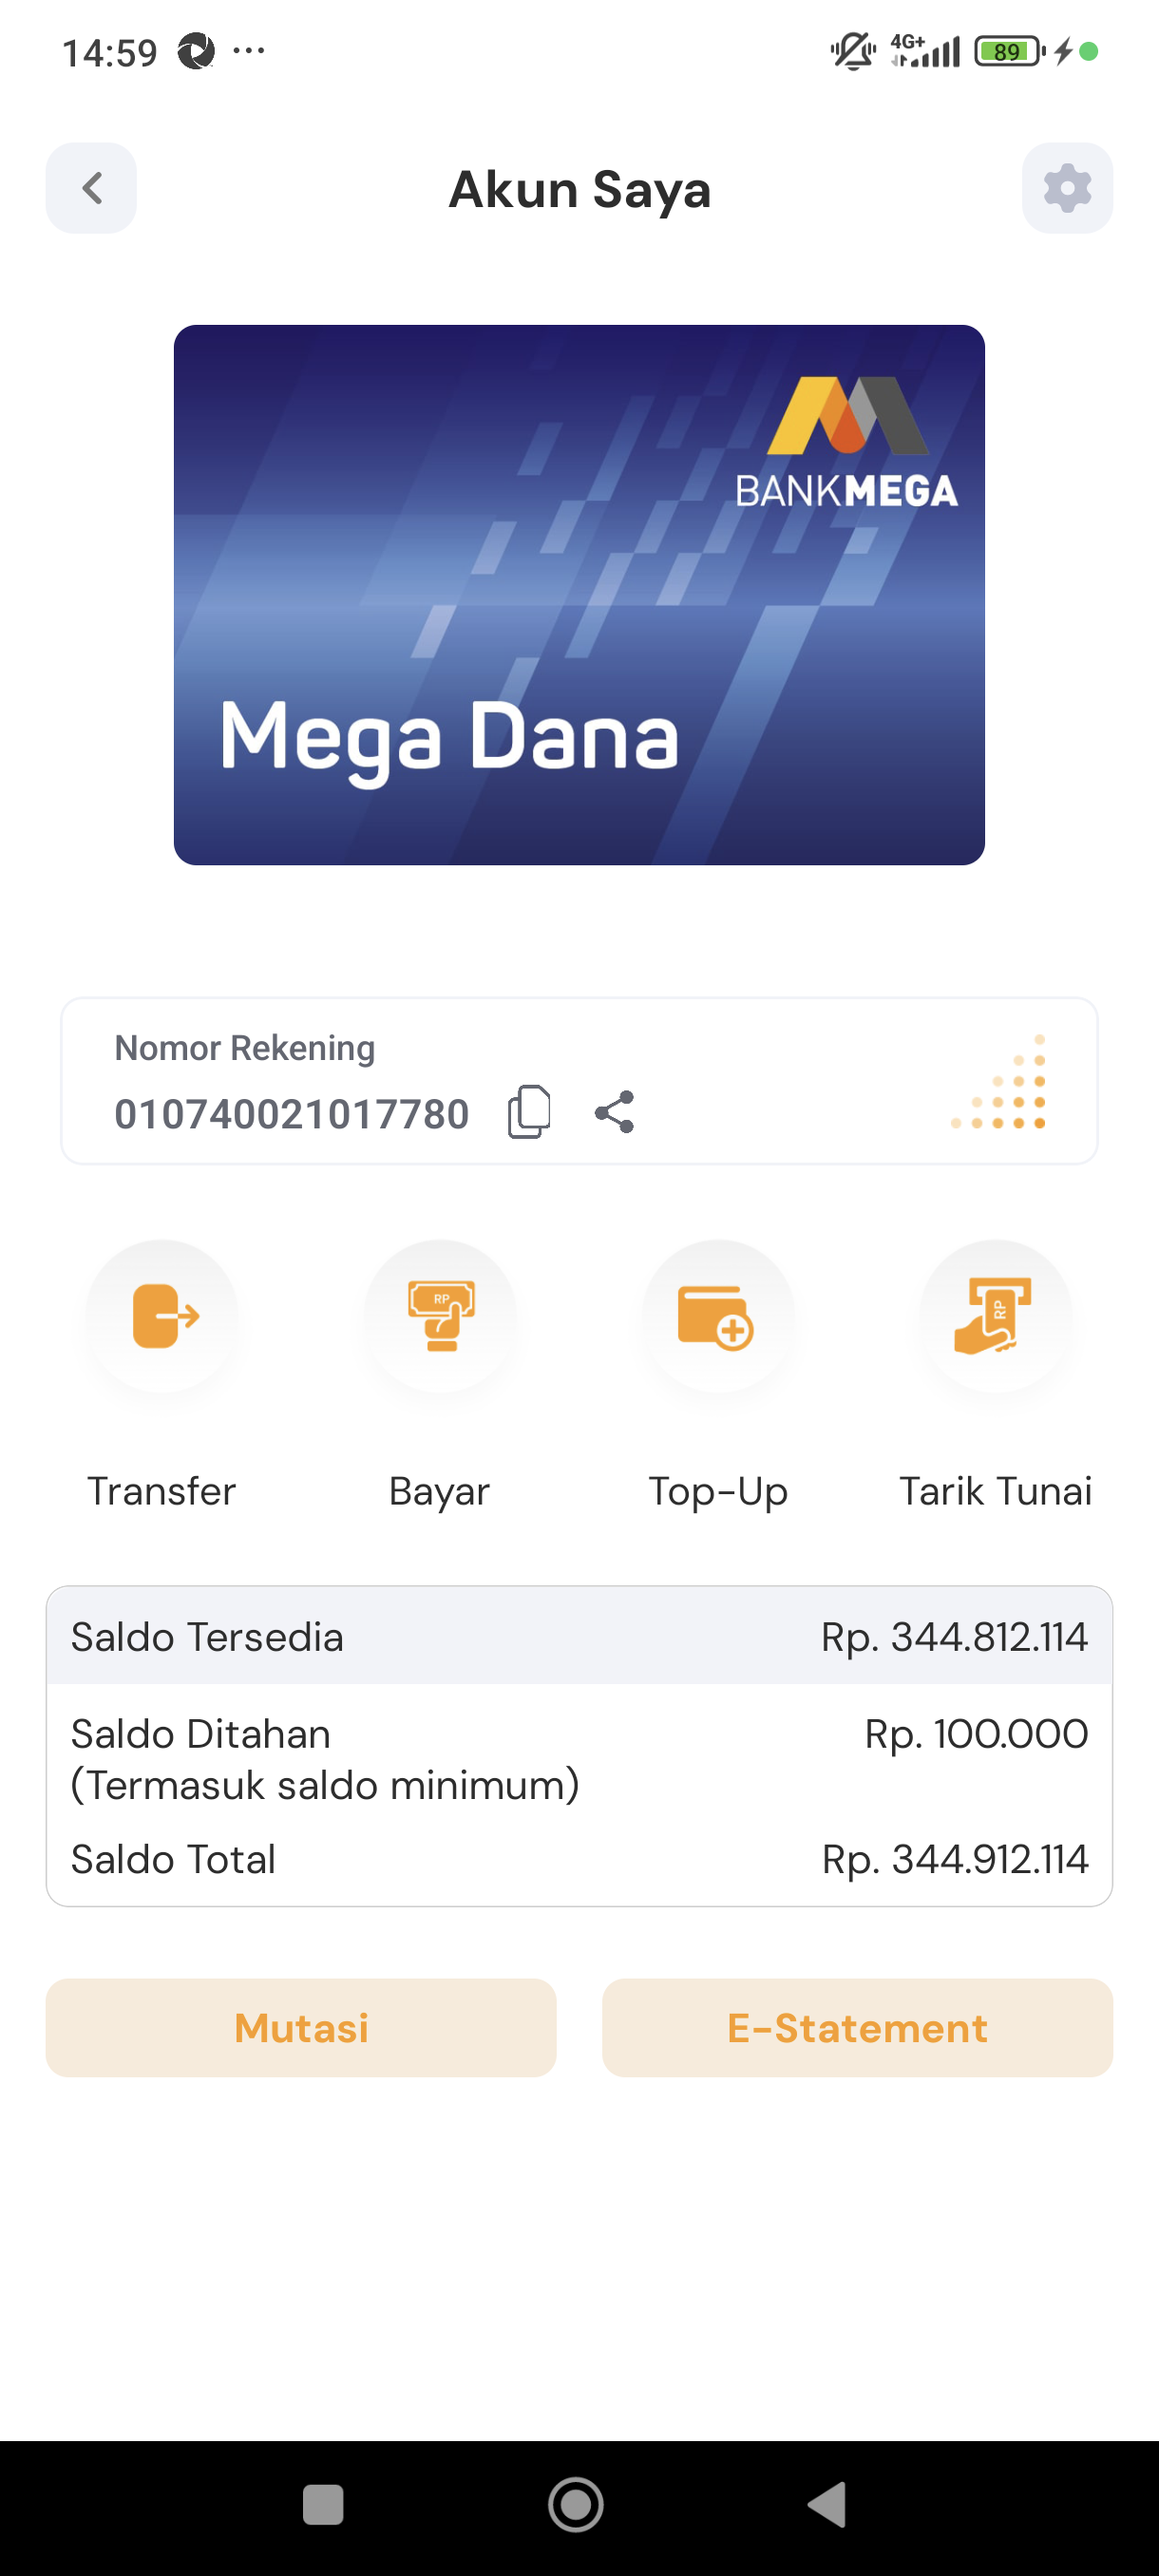 14:59 ... 4G+ 89
Akun Saya
BANKMEGA
Mega Dana
Nomor Rekening
010740021017780
RP RP
Transfer Bayar Top-Up Tarik Tunai
Saldo Tersedia Rp. 344.812.114
Saldo Ditahan Rp. 100.000
(Termasuk saldo minimum)
Saldo Total Rp. 344.912.114
Mutasi E-Statement